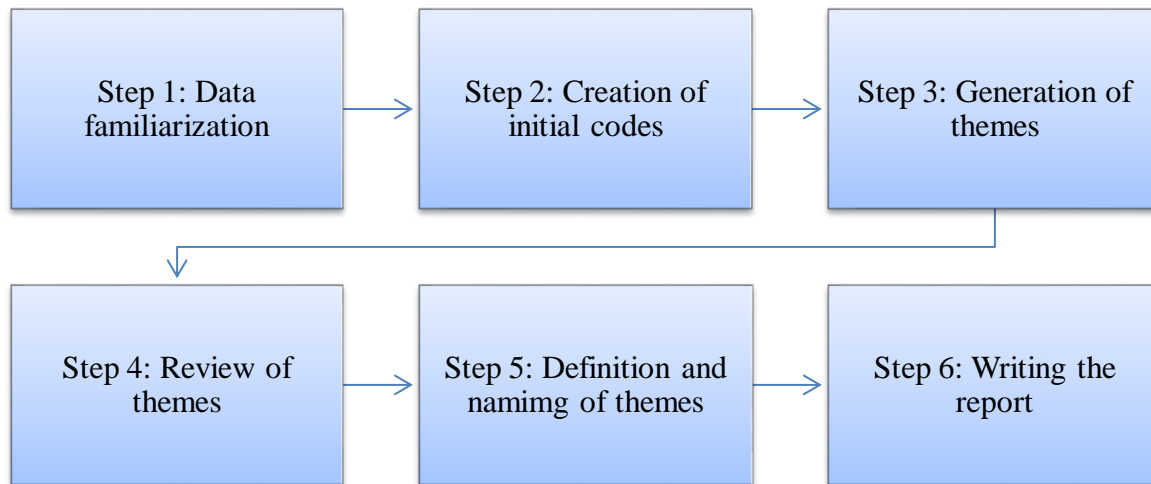 Step 1: Data
familiarization
Step 2: Creation of
initial codes
Step 3: Generation of
themes
Step 4: Review of
themes
Step 5: Definition and
namimg of themes
Step 6: Writing the
report